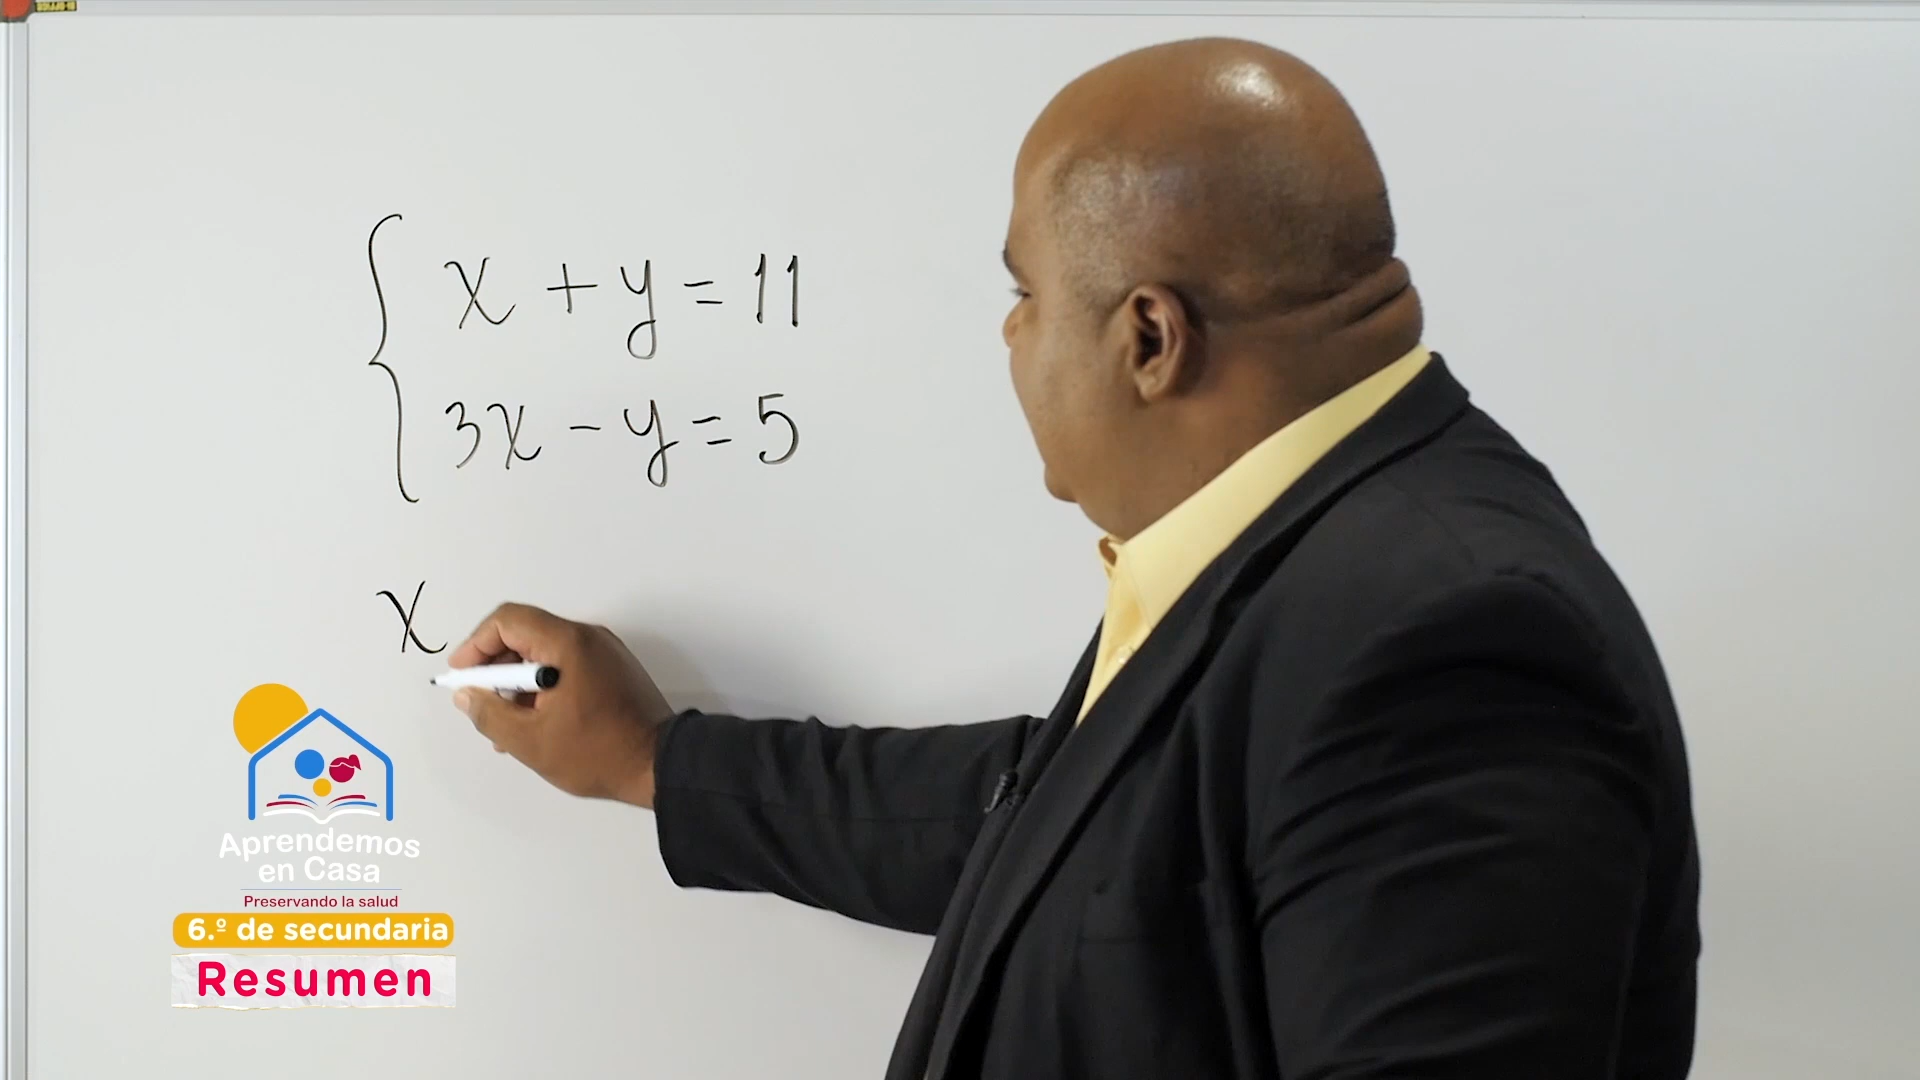 x + y = 11
3x - y = 5
x
Aprendemos
en Casa
Preservando la salud
6.º de secundaria
Resumen